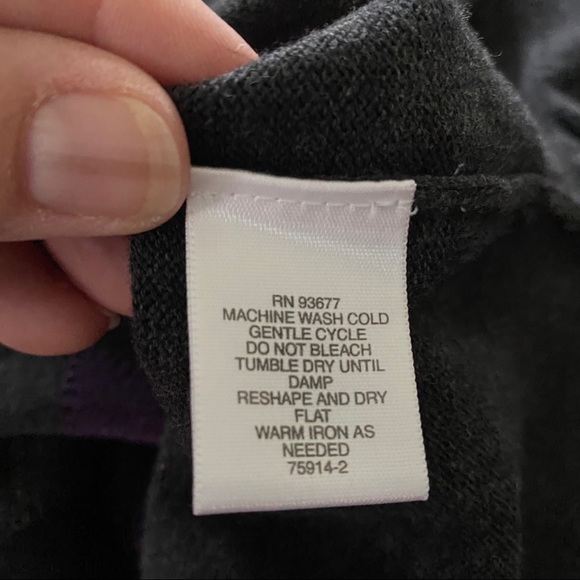 RN 93677
MACHINE WASH COLD
GENTLE CYCLE
DO NOT BLEACH
TUMBLE DRY UNTIL
DAMP
RESHAPE AND DRY
FLAT
WARM IRON AS
NEEDED
75914-2